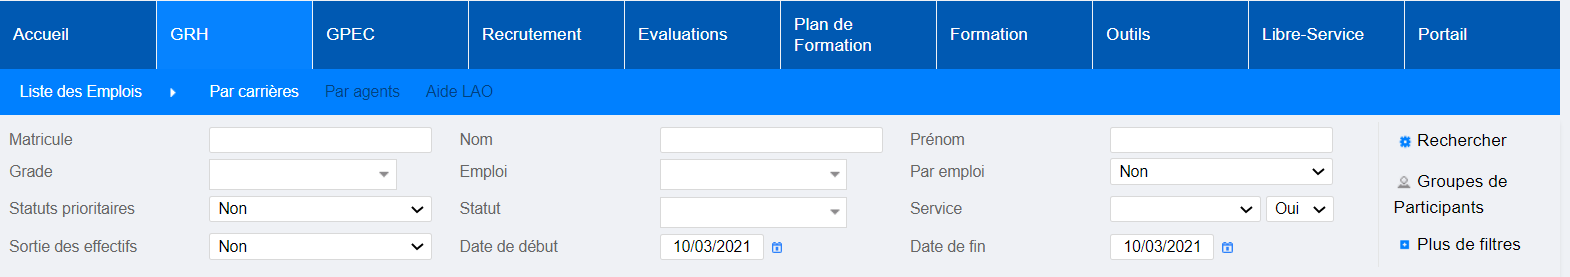 Accueil GRH GPEC Recrutement Evaluations Plan de Formation Formation Outils Libre-Service Portail
Liste des Emplois Par carrières Par agents Aide LAO
Matricule Nom Prénom Rechercher
Grade Emploi Par emploi Non Groupes de Participants
Statuts prioritaires Non Statut Service Oui
Sortie des effectifs Non Date de début 10/03/2021 Date de fin 10/03/2021 Plus de filtres